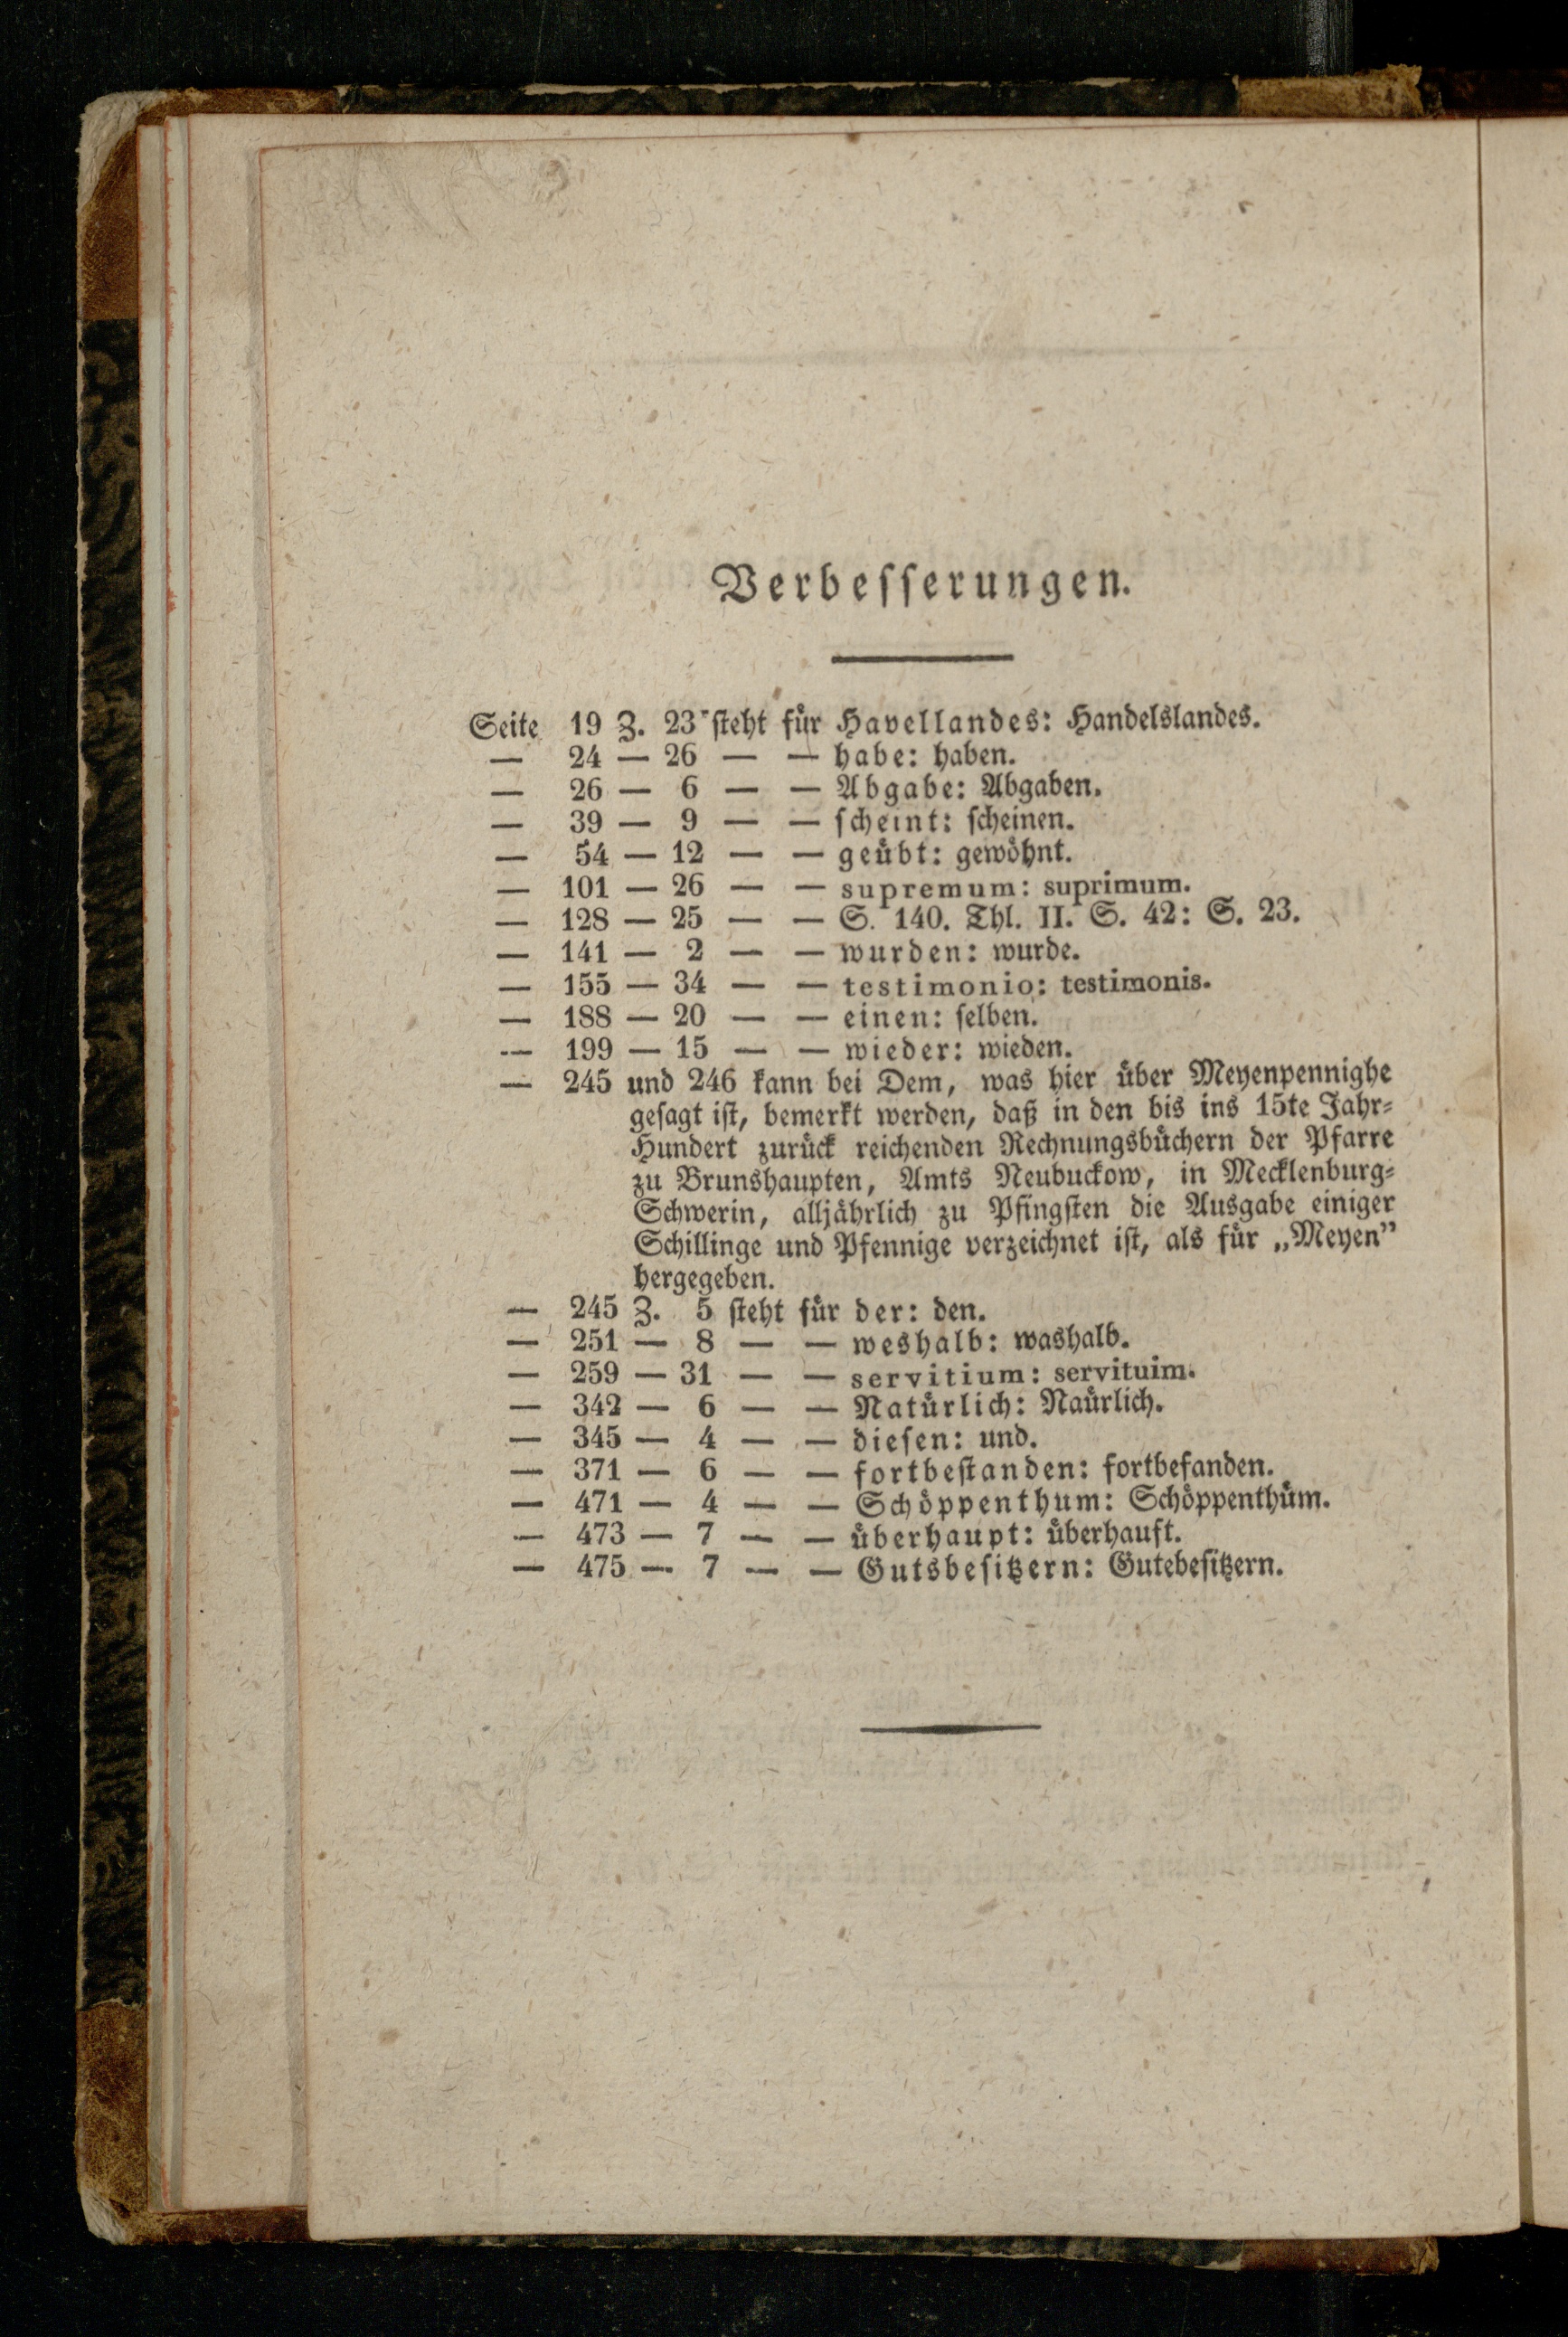 Verbesserungen.
Seite 19 Z. 23 steht für Havellandes: Handelslandes.
— 24 — 26 — — habe: haben.
— 26 — 6 — — Abgabe: Abgaben.
— 39 — 9 — — scheint: scheinen.
— 54 — 12 — — geübt: gewöhnt.
— 101 — 26 — — supremum: suprimum.
— 128 — 25 — — S. 140. Thl. II. S. 42: S. 23.
— 141 — 2 — — wurden: wurde.
— 155 — 34 — — testimonio: testimonis.
— 188 — 20 — — einen: selben.
— 199 — 15 — — wieder: wieden.
— 245 und 246 kann bei Dem, was hier über Meyenpennighe
gesagt ist, bemerkt werden, daß in den bis ins 15te Jahr-
Hundert zurück reichenden Rechnungsbüchern der Pfarre
zu Brunshaupten, Amts Neubuckow, in Mecklenburg-
Schwerin, alljährlich zu Pfingsten die Ausgabe einiger
Schillinge und Pfennige verzeichnet ist, als für „Meyen”
hergegeben.
— 245 Z. 5 steht für der: den.
— 251 — 8 — — weshalb: washalb.
— 259 — 31 — — servitium: servituim.
— 342 — 6 — — Natürlich: Naürlich.
— 345 — 4 — — diesen: und.
— 371 — 6 — — fortbestanden: fortbefanden.
— 471 — 4 — — Schöppenthum: Schöppenthüm.
— 473 — 7 — — überhaupt: überhauft.
— 475 — 7 — — Gutsbesitzern: Gutebesitzern.